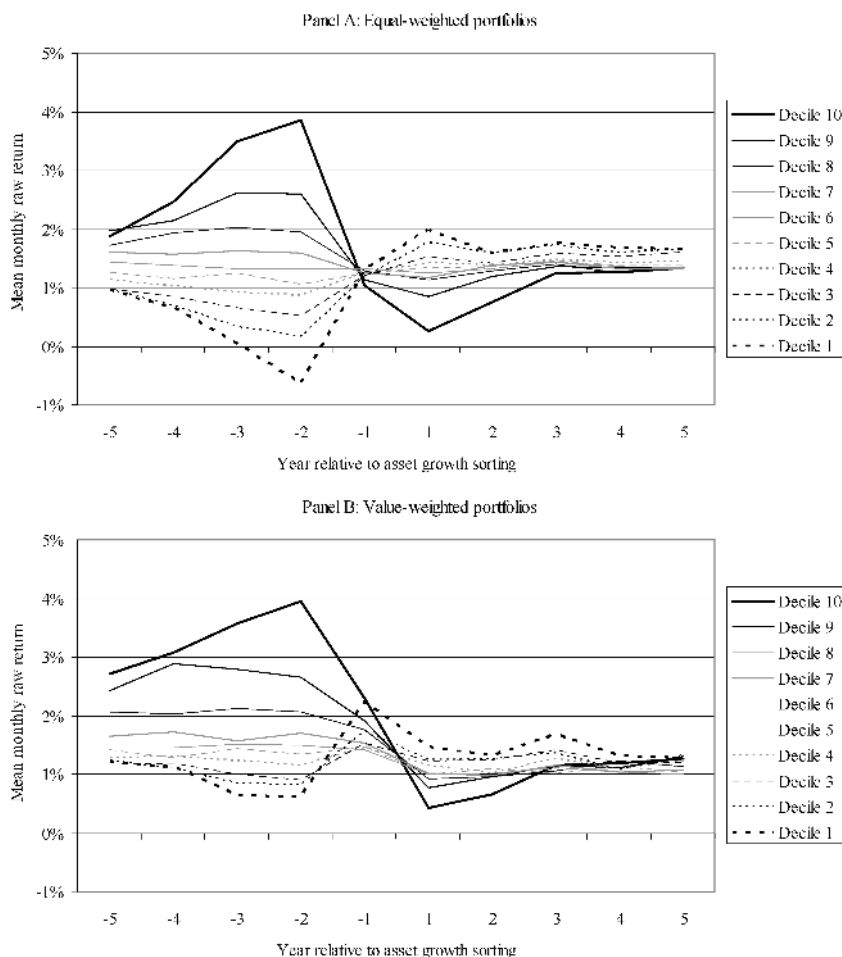 Panel A: Equal-weighted portfolios
Mean monthly raw return
5%
4%
3%
2%
1%
0%
-1%
-5 -4 -3 -2 -1 1 2 3 4 5
Year relative to asset growth sorting
Decile 10
Decile 9
Decile 8
Decile 7
Decile 6
Decile 5
Decile 4
Decile 3
Decile 2
Decile 1
Panel B: Value-weighted portfolios
Mean monthly raw return
5%
4%
3%
2%
1%
0%
-1%
-5 -4 -3 -2 -1 1 2 3 4 5
Year relative to asset growth sorting
Decile 10
Decile 9
Decile 8
Decile 7
Decile 6
Decile 5
Decile 4
Decile 3
Decile 2
Decile 1